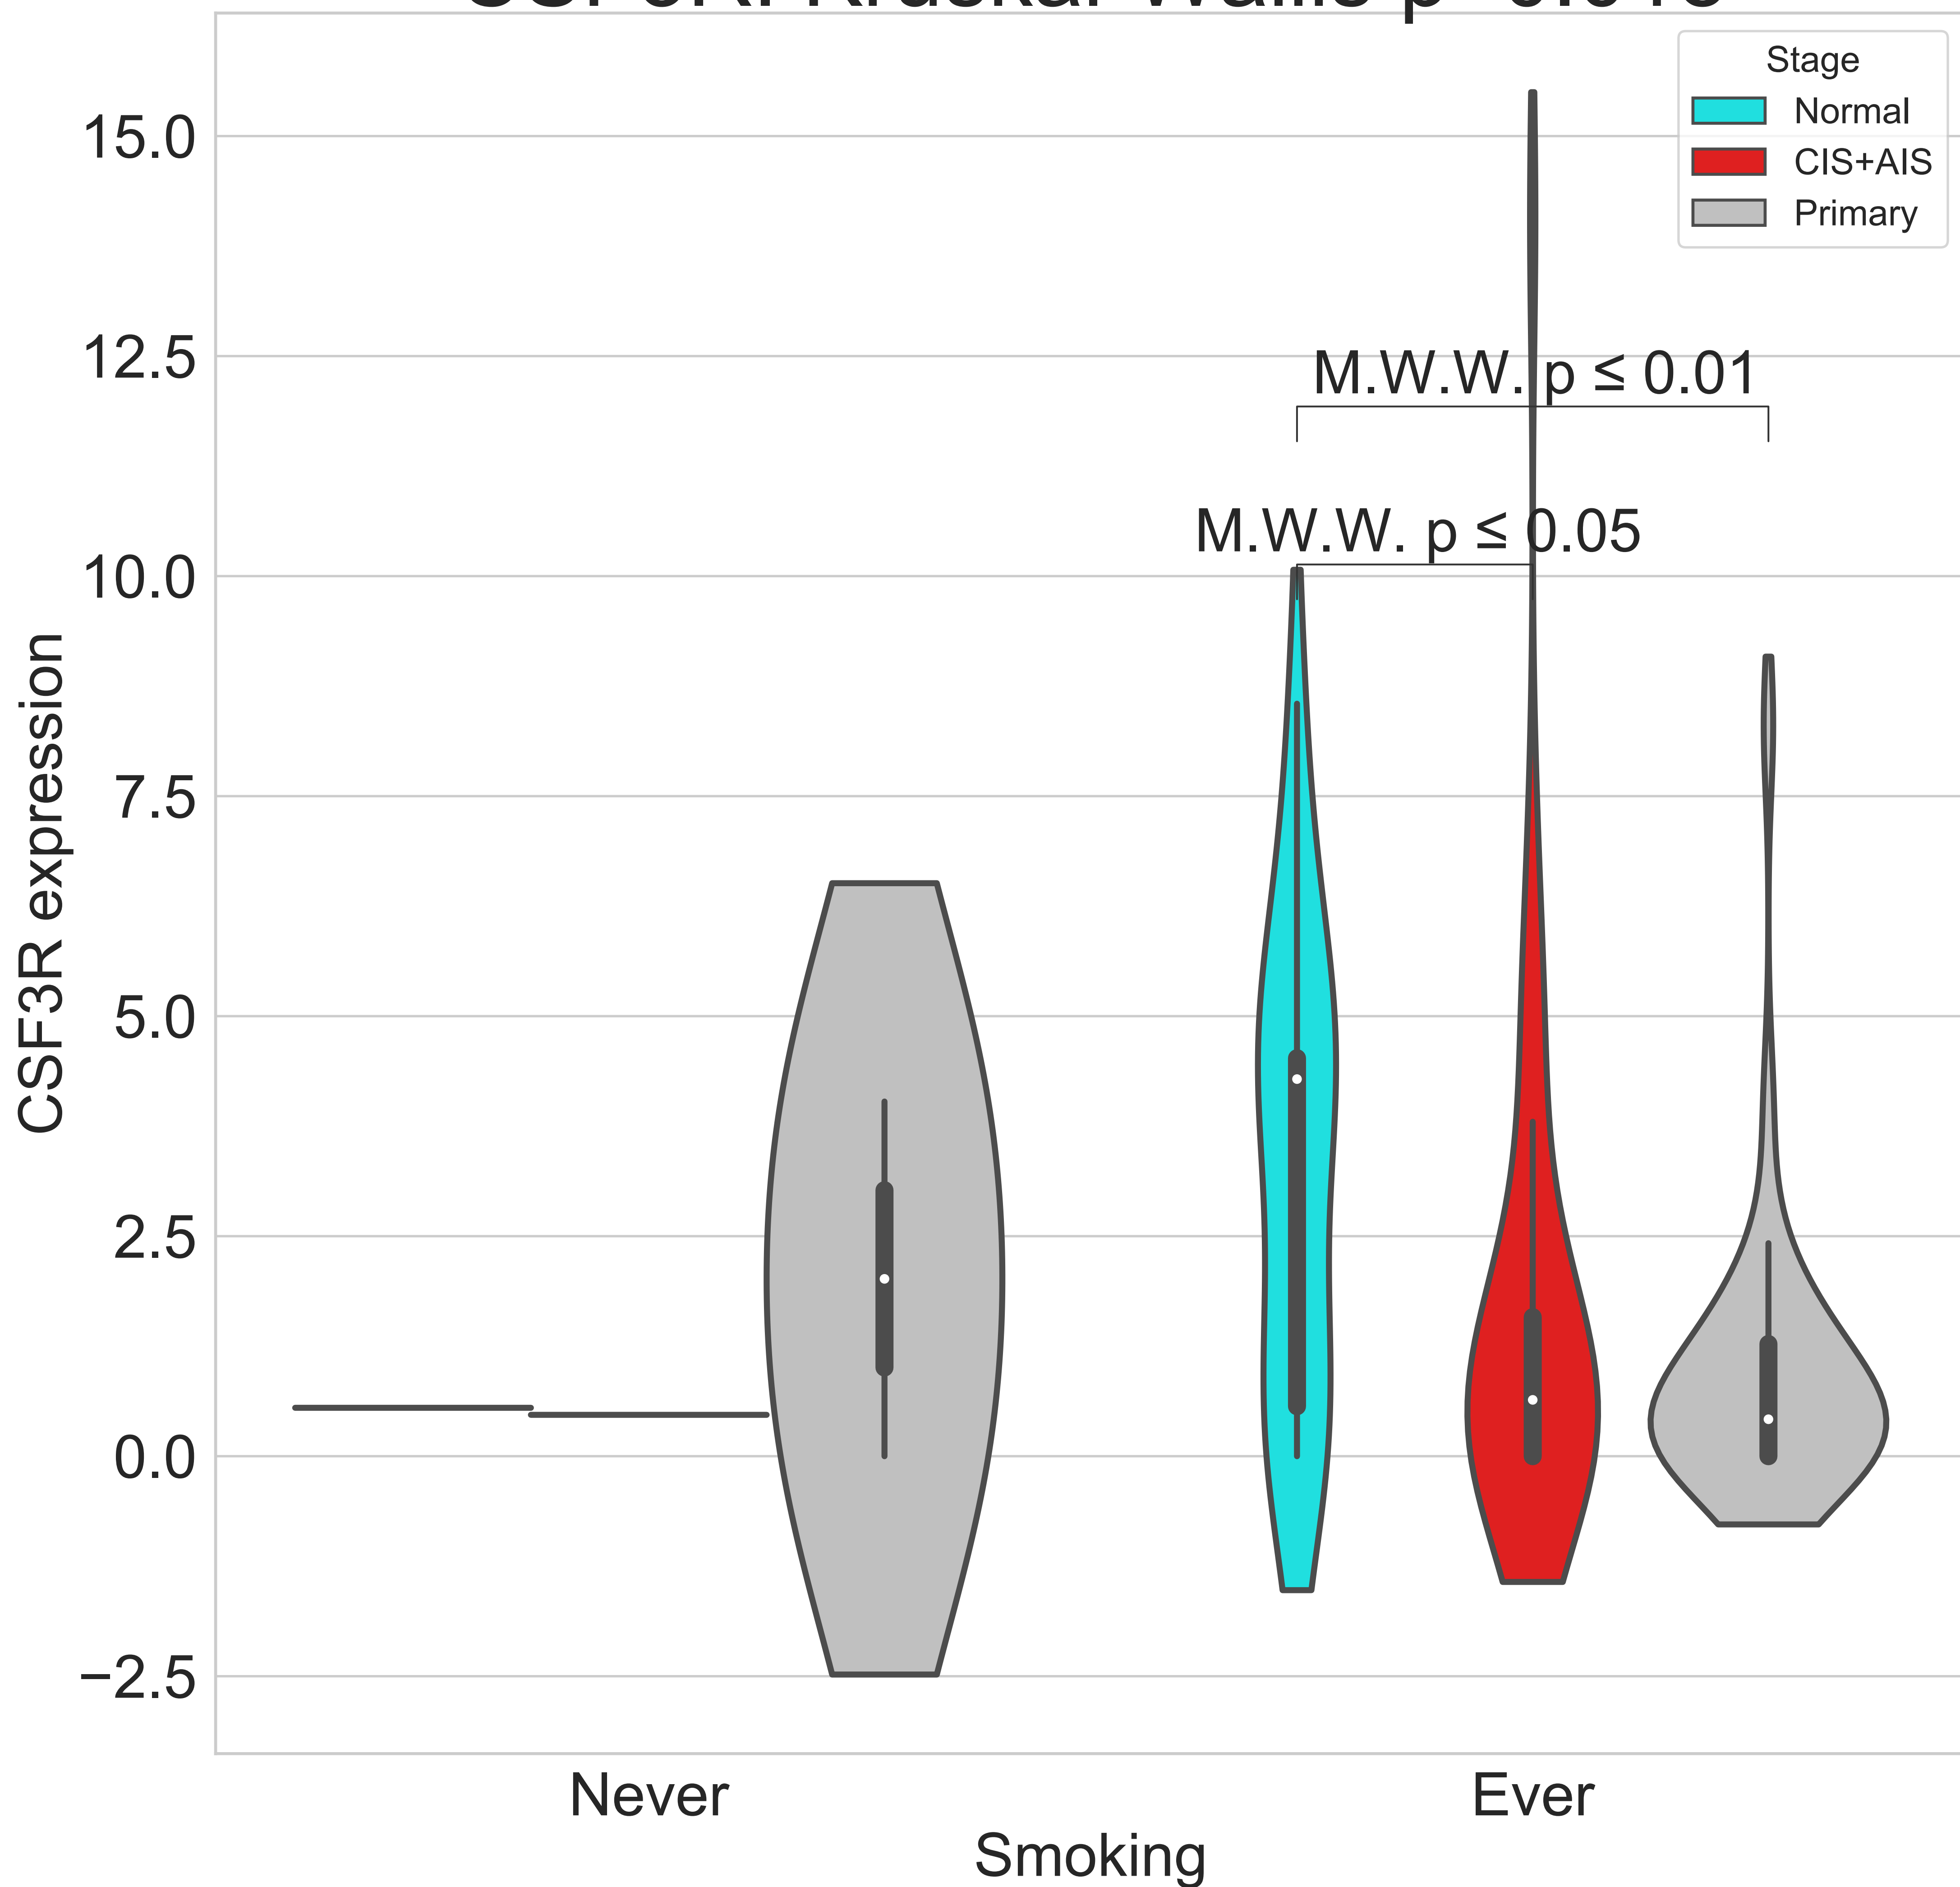 Stage
Normal
CIS+AIS
Primary
15.0
12.5
10.0
7.5
5.0
2.5
0.0
−2.5
CSF3R expression
M.W.W. p ≤ 0.01
M.W.W. p ≤ 0.05
Never
Ever
Smoking